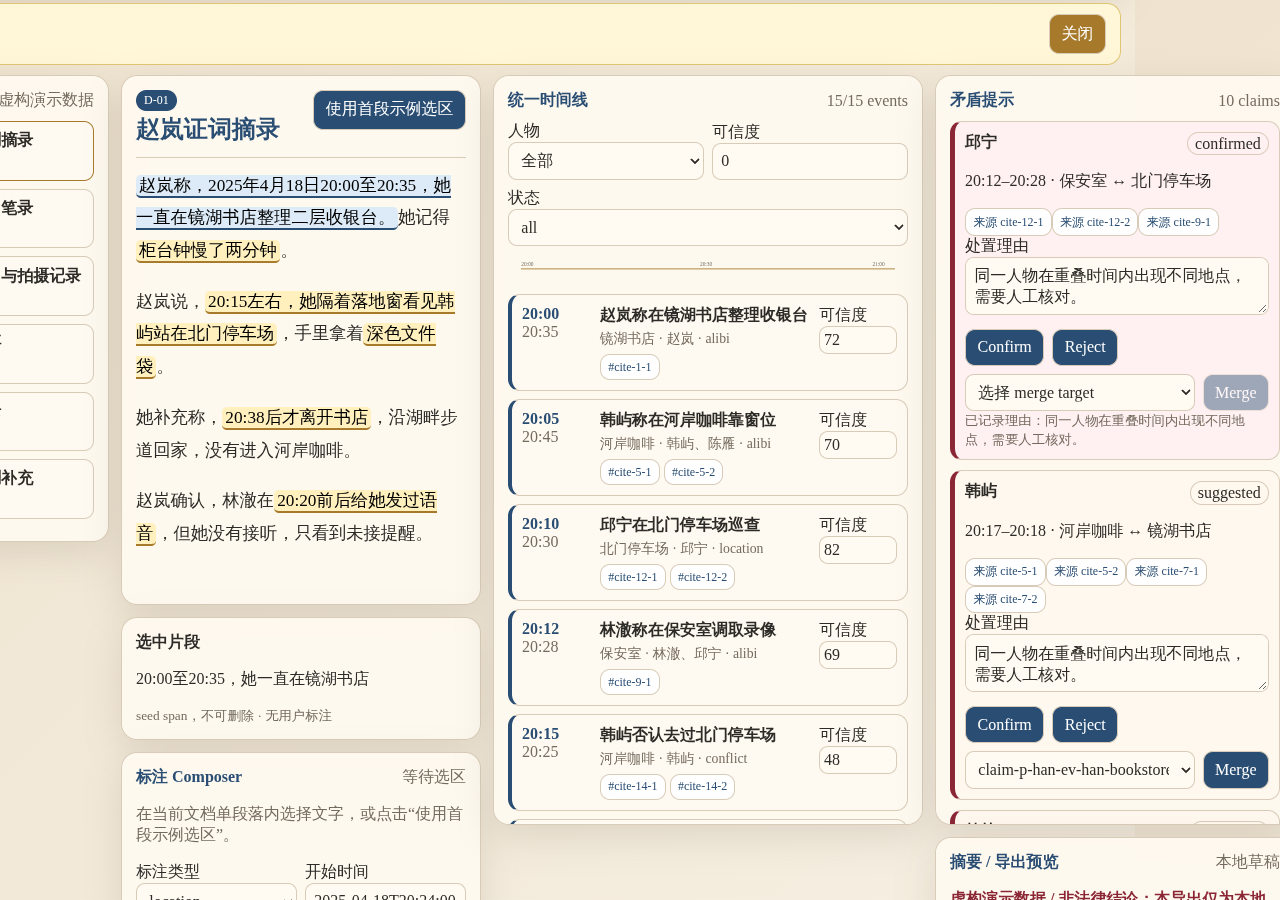 关闭
虚构演示数据
摘录
笔录
与拍摄记录
补充
D-01
赵岚证词摘录
使用首段示例选区
赵岚称，2025年4月18日20:00至20:35，她
一直在镜湖书店整理二层收银台。她记得
柜台钟慢了两分钟。
赵岚说，20:15左右，她隔着落地窗看见韩
屿站在北门停车场，手里拿着深色文件
袋。
她补充称，20:38后才离开书店，沿湖畔步
道回家，没有进入河岸咖啡。
赵岚确认，林澈在20:20前后给她发过语
音，但她没有接听，只看到未接提醒。
选中片段
20:00至20:35，她一直在镜湖书店
seed span，不可删除 · 无用户标注
标注 Composer
等待选区
在当前文档单段落内选择文字，或点击“使用首
段示例选区”。
标注类型
开始时间
location
2025-04-18T20:24:00
统一时间线
15/15 events
人物
可信度
全部
0
状态
all
20:00
20:30
21:00
20:00
20:35
赵岚称在镜湖书店整理收银台
镜湖书店 · 赵岚 · alibi
#cite-1-1
可信度
72
20:05
20:45
韩屿称在河岸咖啡靠窗位
河岸咖啡 · 韩屿、陈雁 · alibi
#cite-5-1
#cite-5-2
可信度
70
20:10
20:30
邱宁在北门停车场巡查
北门停车场 · 邱宁 · location
#cite-12-1
#cite-12-2
可信度
82
20:12
20:28
林澈称在保安室调取录像
保安室 · 林澈、邱宁 · alibi
#cite-9-1
可信度
69
20:15
20:25
韩屿否认去过北门停车场
河岸咖啡 · 韩屿 · conflict
#cite-14-1
#cite-14-2
可信度
48
矛盾提示
10 claims
邱宁
confirmed
20:12–20:28 · 保安室 ↔ 北门停车场
来源 cite-12-1
来源 cite-12-2
来源 cite-9-1
处置理由
同一人物在重叠时间内出现不同地点，
需要人工核对。
Confirm
Reject
选择 merge target
Merge
已记录理由：同一人物在重叠时间内出现不同地
点，需要人工核对。
韩屿
suggested
20:17–20:18 · 河岸咖啡 ↔ 镜湖书店
来源 cite-5-1
来源 cite-5-2
来源 cite-7-1
来源 cite-7-2
处置理由
同一人物在重叠时间内出现不同地点，
需要人工核对。
Confirm
Reject
claim-p-han-ev-han-bookstore
Merge
摘要 / 导出预览
本地草稿
虚构演示数据 / 非法律结论：本导出仅为本地